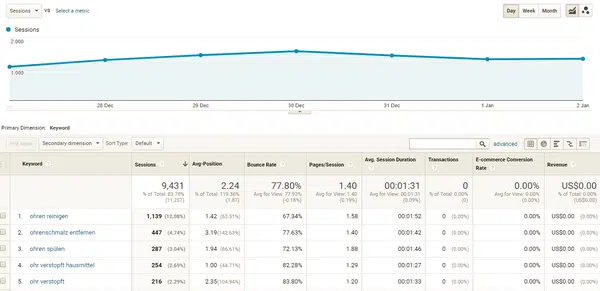 Sessions VS Select a metric Day Week Month
Sessions
2.000
1.000
... 28 Dec 29 Dec 30 Dec 31 Dec 1 Jan 2 Jan
Primary Dimension: Keyword
Plot Rows Secondary dimension Sort Type: Default advanced
Keyword Sessions Avg-Position Bounce Rate Pages/Session Avg. Session Duration Transactions E-commerce Conversion Rate Revenue
9,431 2.24 77.80% 1.40 00:01:31 0 0.00% US$0.00
% of Total: 83.78% (11,257) % of Total: 119.36% (1.87) Avg for View: 77.93% (-0.18%) Avg for View: 1.40 (0.19%) Avg for View: 00:01:31 (0.09%) % of Total: 0.00% (0) Avg for View: 0.00% (0.00%) % of Total: 0.00% (US$0.00)
1. ohren reinigen 1,139 (12.08%) 1.42 (63.51%) 67.34% 1.58 00:01:52 0 (0.00%) 0.00% US$0.00 (0.00%)
2. ohrenschmalz entfernen 447 (4.74%) 3.19 (142.63%) 77.63% 1.40 00:01:42 0 (0.00%) 0.00% US$0.00 (0.00%)
3. ohren spülen 287 (3.04%) 1.94 (86.61%) 72.13% 1.88 00:01:46 0 (0.00%) 0.00% US$0.00 (0.00%)
4. ohr verstopft hausmittel 254 (2.69%) 1.00 (44.71%) 82.28% 1.29 00:01:27 0 (0.00%) 0.00% US$0.00 (0.00%)
5. ohr verstopft 216 (2.29%) 2.35 (104.94%) 83.80% 1.20 00:01:33 0 (0.00%) 0.00% US$0.00 (0.00%)